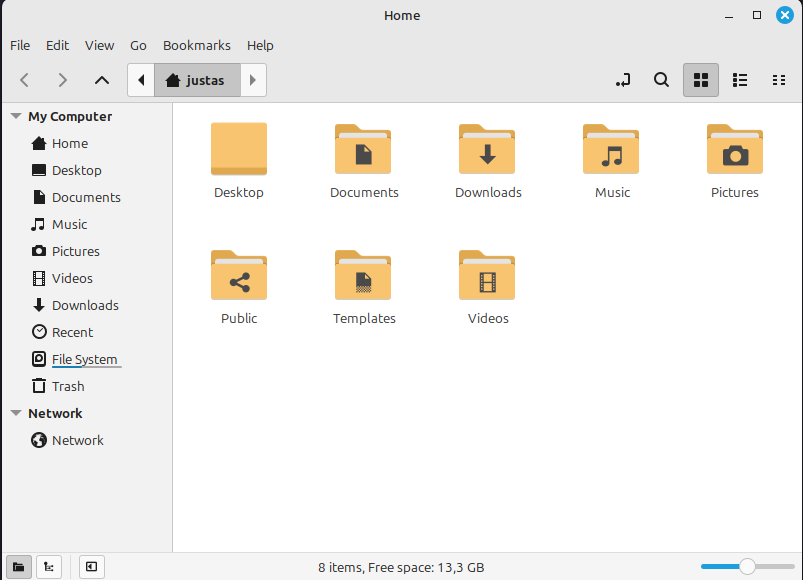 Home
File Edit View Go Bookmarks Help
justas
My Computer
Home
Desktop
Documents
Music
Pictures
Videos
Downloads
Recent
File System
Trash
Network
Network
Desktop Documents Downloads Music Pictures
Public Templates Videos
8 items, Free space: 13,3 GB